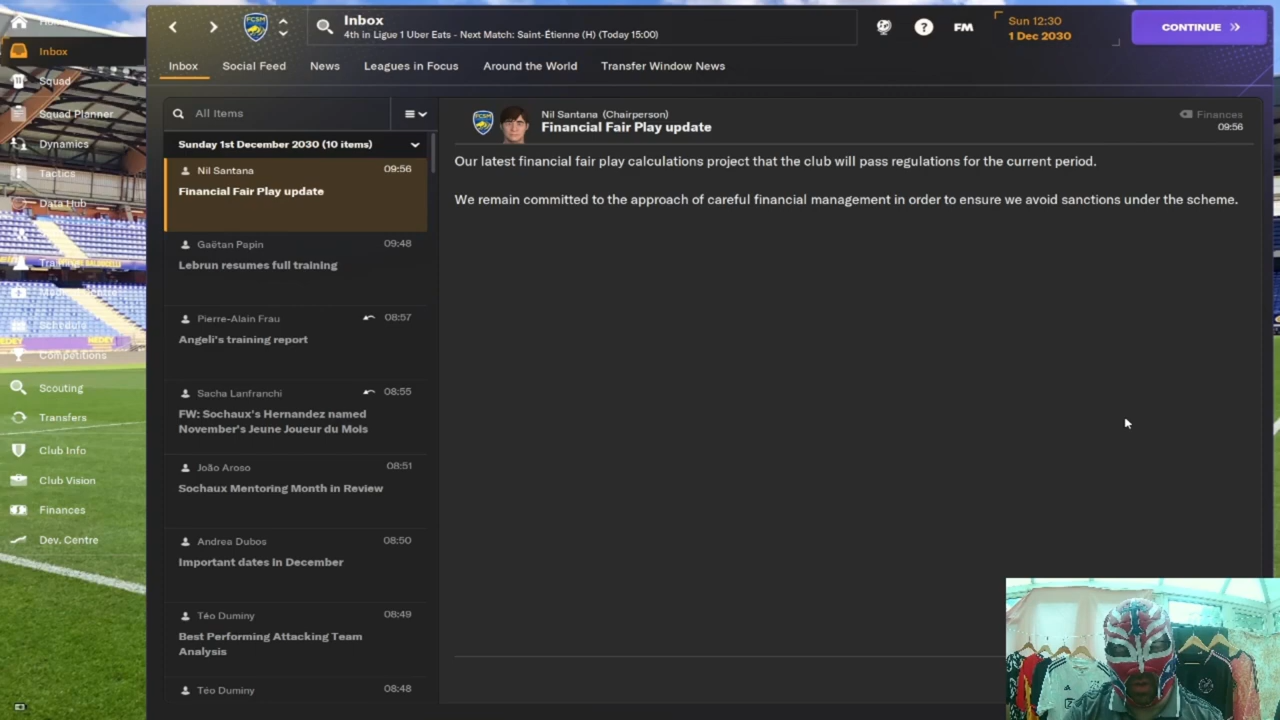 Inbox
4th in Ligue 1 Uber Eats - Next Match: Saint-Étienne (H) (Today 15:00)
FM
Sun 12:30
1 Dec 2030
CONTINUE
Inbox
Social Feed
News
Leagues in Focus
Around the World
Transfer Window News
Inbox
Squad
Squad Planner
Dynamics
Tactics
Data Hub
Schedule
Competitions
Scouting
Transfers
Club Info
Club Vision
Finances
Dev. Centre
All Items
Sunday 1st December 2030 (10 items)
Nil Santana 09:56
Financial Fair Play update
Gaëtan Papin 09:48
Lebrun resumes full training
Pierre-Alain Frau 08:57
Angeli's training report
Sacha Lanfranchi 08:55
FW: Sochaux's Hernandez named
November's Jeune Joueur du Mois
João Aroso 08:51
Sochaux Mentoring Month in Review
Andrea Dubos 08:50
Important dates in December
Téo Duminy 08:49
Best Performing Attacking Team
Analysis
Téo Duminy 08:48
Nil Santana (Chairperson)
Financial Fair Play update
Finances
09:56
Our latest financial fair play calculations project that the club will pass regulations for the current period.
We remain committed to the approach of careful financial management in order to ensure we avoid sanctions under the scheme.